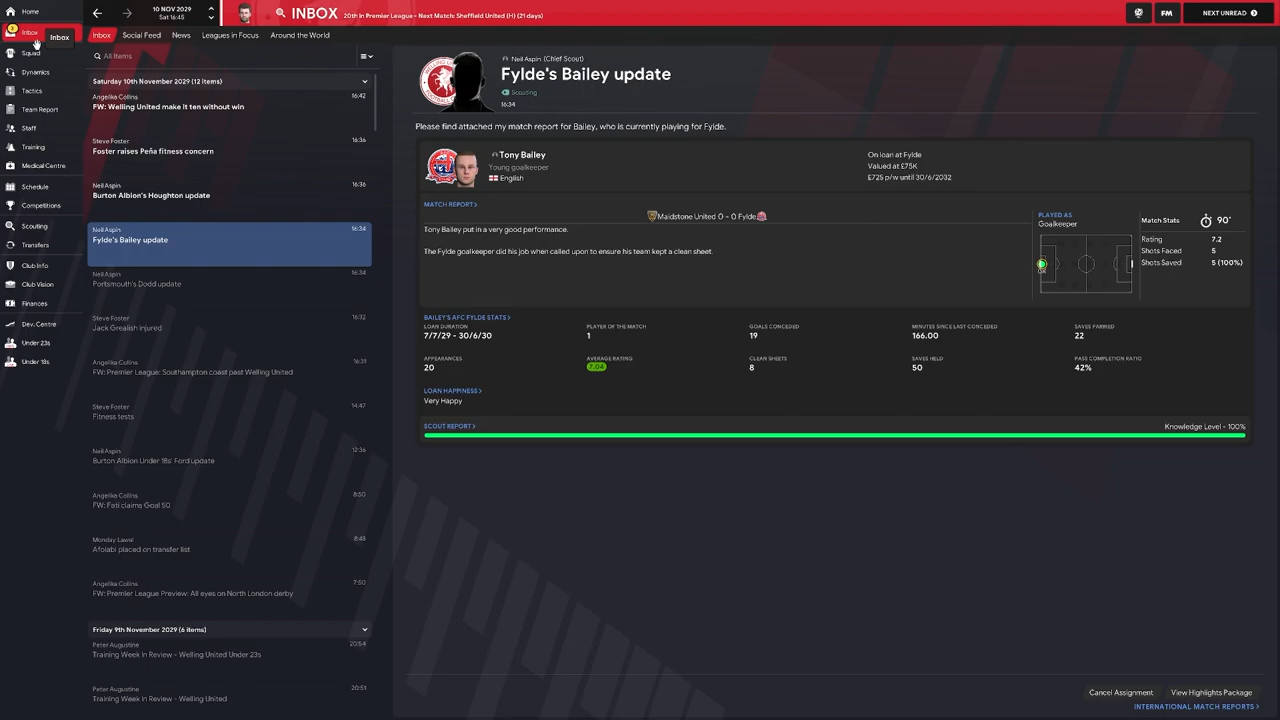 Home
10 NOV 2029
Sat 16:45
INBOX
20th In Premier League - Next Match: Sheffield United (H) (21 days)
FM
NEXT UNREAD
Inbox
Inbox
Squad
Dynamics
Tactics
Team Report
Staff
Training
Medical Centre
Schedule
Competitions
Scouting
Transfers
Club Info
Club Vision
Finances
Dev. Centre
Under 23s
Under 18s
Inbox Social Feed News Leagues in Focus Around the World
All Items
Saturday 10th November 2029 (12 items)
Angelika Collins 16:42
FW: Welling United make it ten without win
Steve Foster 16:36
Foster raises Peña fitness concern
Neil Aspin 16:36
Burton Albion's Houghton update
Neil Aspin 16:34
Fylde's Bailey update
Neil Aspin 16:34
Portsmouth's Dodd update
Steve Foster 16:32
Jack Grealish injured
Angelika Collins 16:31
FW: Premier League: Southampton coast past Welling United
Steve Foster 14:47
Fitness tests
Neil Aspin 12:36
Burton Albion Under 18s' Ford update
Angelika Collins 8:50
FW: Fati claims Goal 50
Monday Lawal 8:48
Afolabi placed on transfer list
Angelika Collins 7:50
FW: Premier League Preview: All eyes on North London derby
Friday 9th November 2029 (6 items)
Peter Augustine 20:54
Training Week In Review - Welling United Under 23s
Peter Augustine 20:51
Training Week In Review - Welling United
Neil Aspin (Chief Scout)
Fylde's Bailey update
Scouting
16:34
Please find attached my match report for Bailey, who is currently playing for Fylde.
Tony Bailey
Young goalkeeper
English
On loan at Fylde
Valued at £75K
£725 p/w until 30/6/2032
MATCH REPORT>
Maidstone United 0 - 0 Fylde
Tony Bailey put in a very good performance.
The Fylde goalkeeper did his job when called upon to ensure his team kept a clean sheet.
PLAYED AS
Goalkeeper
Match Stats 90'
Rating 7.2
Shots Faced 5
Shots Saved 5 (100%)
BAILEY'S AFC FYLDE STATS>
LOAN DURATION PLAYER OF THE MATCH GOALS CONCEDED MINUTES SINCE LAST CONCEDED SAVES PARRIED
7/7/29 - 30/6/30 1 19 166.00 22
APPEARANCES AVERAGE RATING CLEAN SHEETS SAVES HELD PASS COMPLETION RATIO
20 7.04 8 50 42%
LOAN HAPPINESS>
Very Happy
SCOUT REPORT> Knowledge Level - 100%
Cancel Assignment View Highlights Package
INTERNATIONAL MATCH REPORTS >